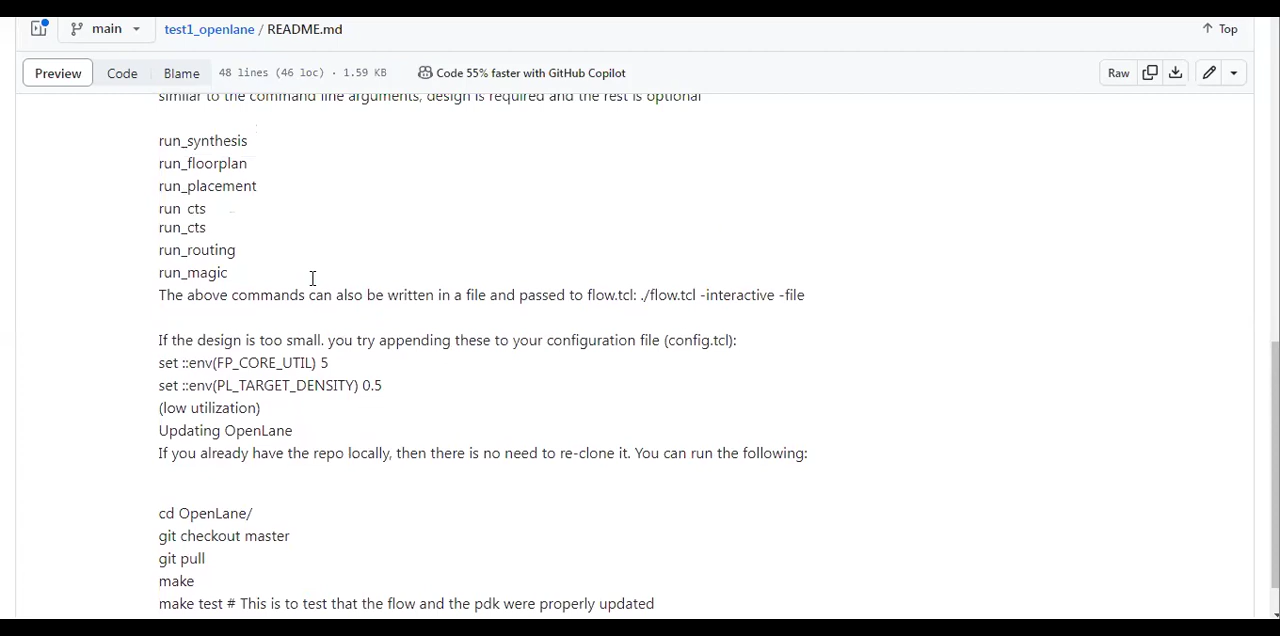 main
test1_openlane / README.md
Top
Preview
Code
Blame
48 lines (46 loc) · 1.59 KB
Code 55% faster with GitHub Copilot
Raw
similar to the command line arguments, design is required and the rest is optional
run_synthesis
run_floorplan
run_placement
run cts
run_cts
run_routing
run_magic
The above commands can also be written in a file and passed to flow.tcl: ./flow.tcl -interactive -file
If the design is too small. you try appending these to your configuration file (config.tcl):
set ::env(FP_CORE_UTIL) 5
set ::env(PL_TARGET_DENSITY) 0.5
(low utilization)
Updating OpenLane
If you already have the repo locally, then there is no need to re-clone it. You can run the following:
cd OpenLane/
git checkout master
git pull
make
make test # This is to test that the flow and the pdk were properly updated